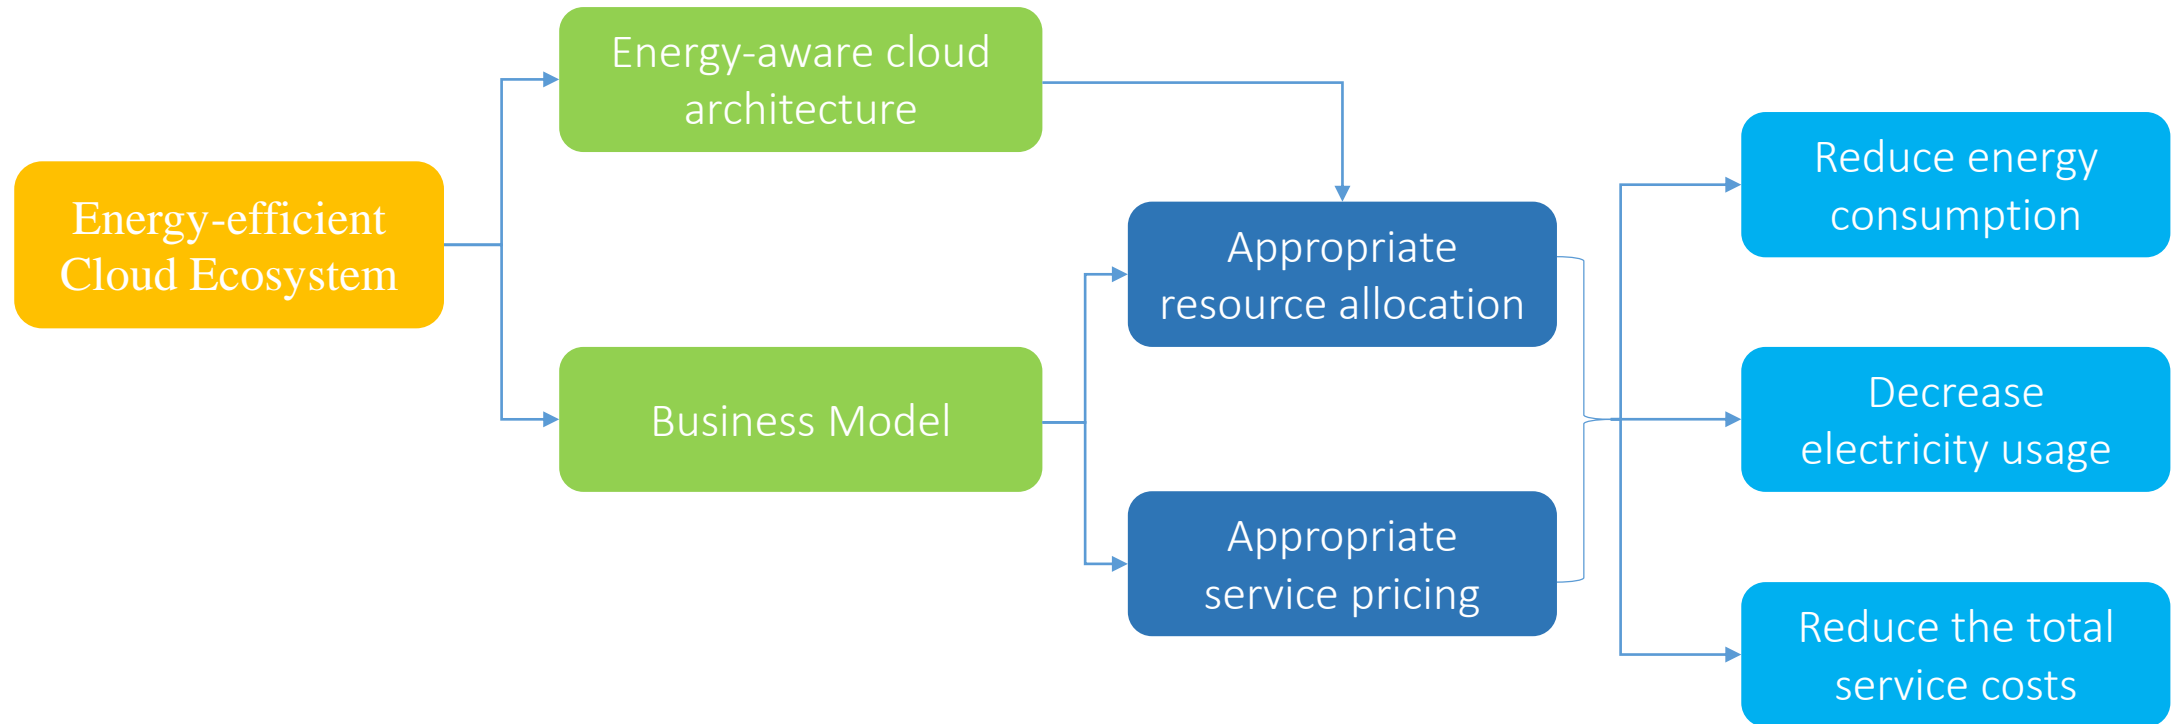 Energy-efficient
Cloud Ecosystem
Energy-aware cloud
architecture
Business Model
Appropriate
resource allocation
Appropriate
service pricing
Reduce energy
consumption
Decrease
electricity usage
Reduce the total
service costs